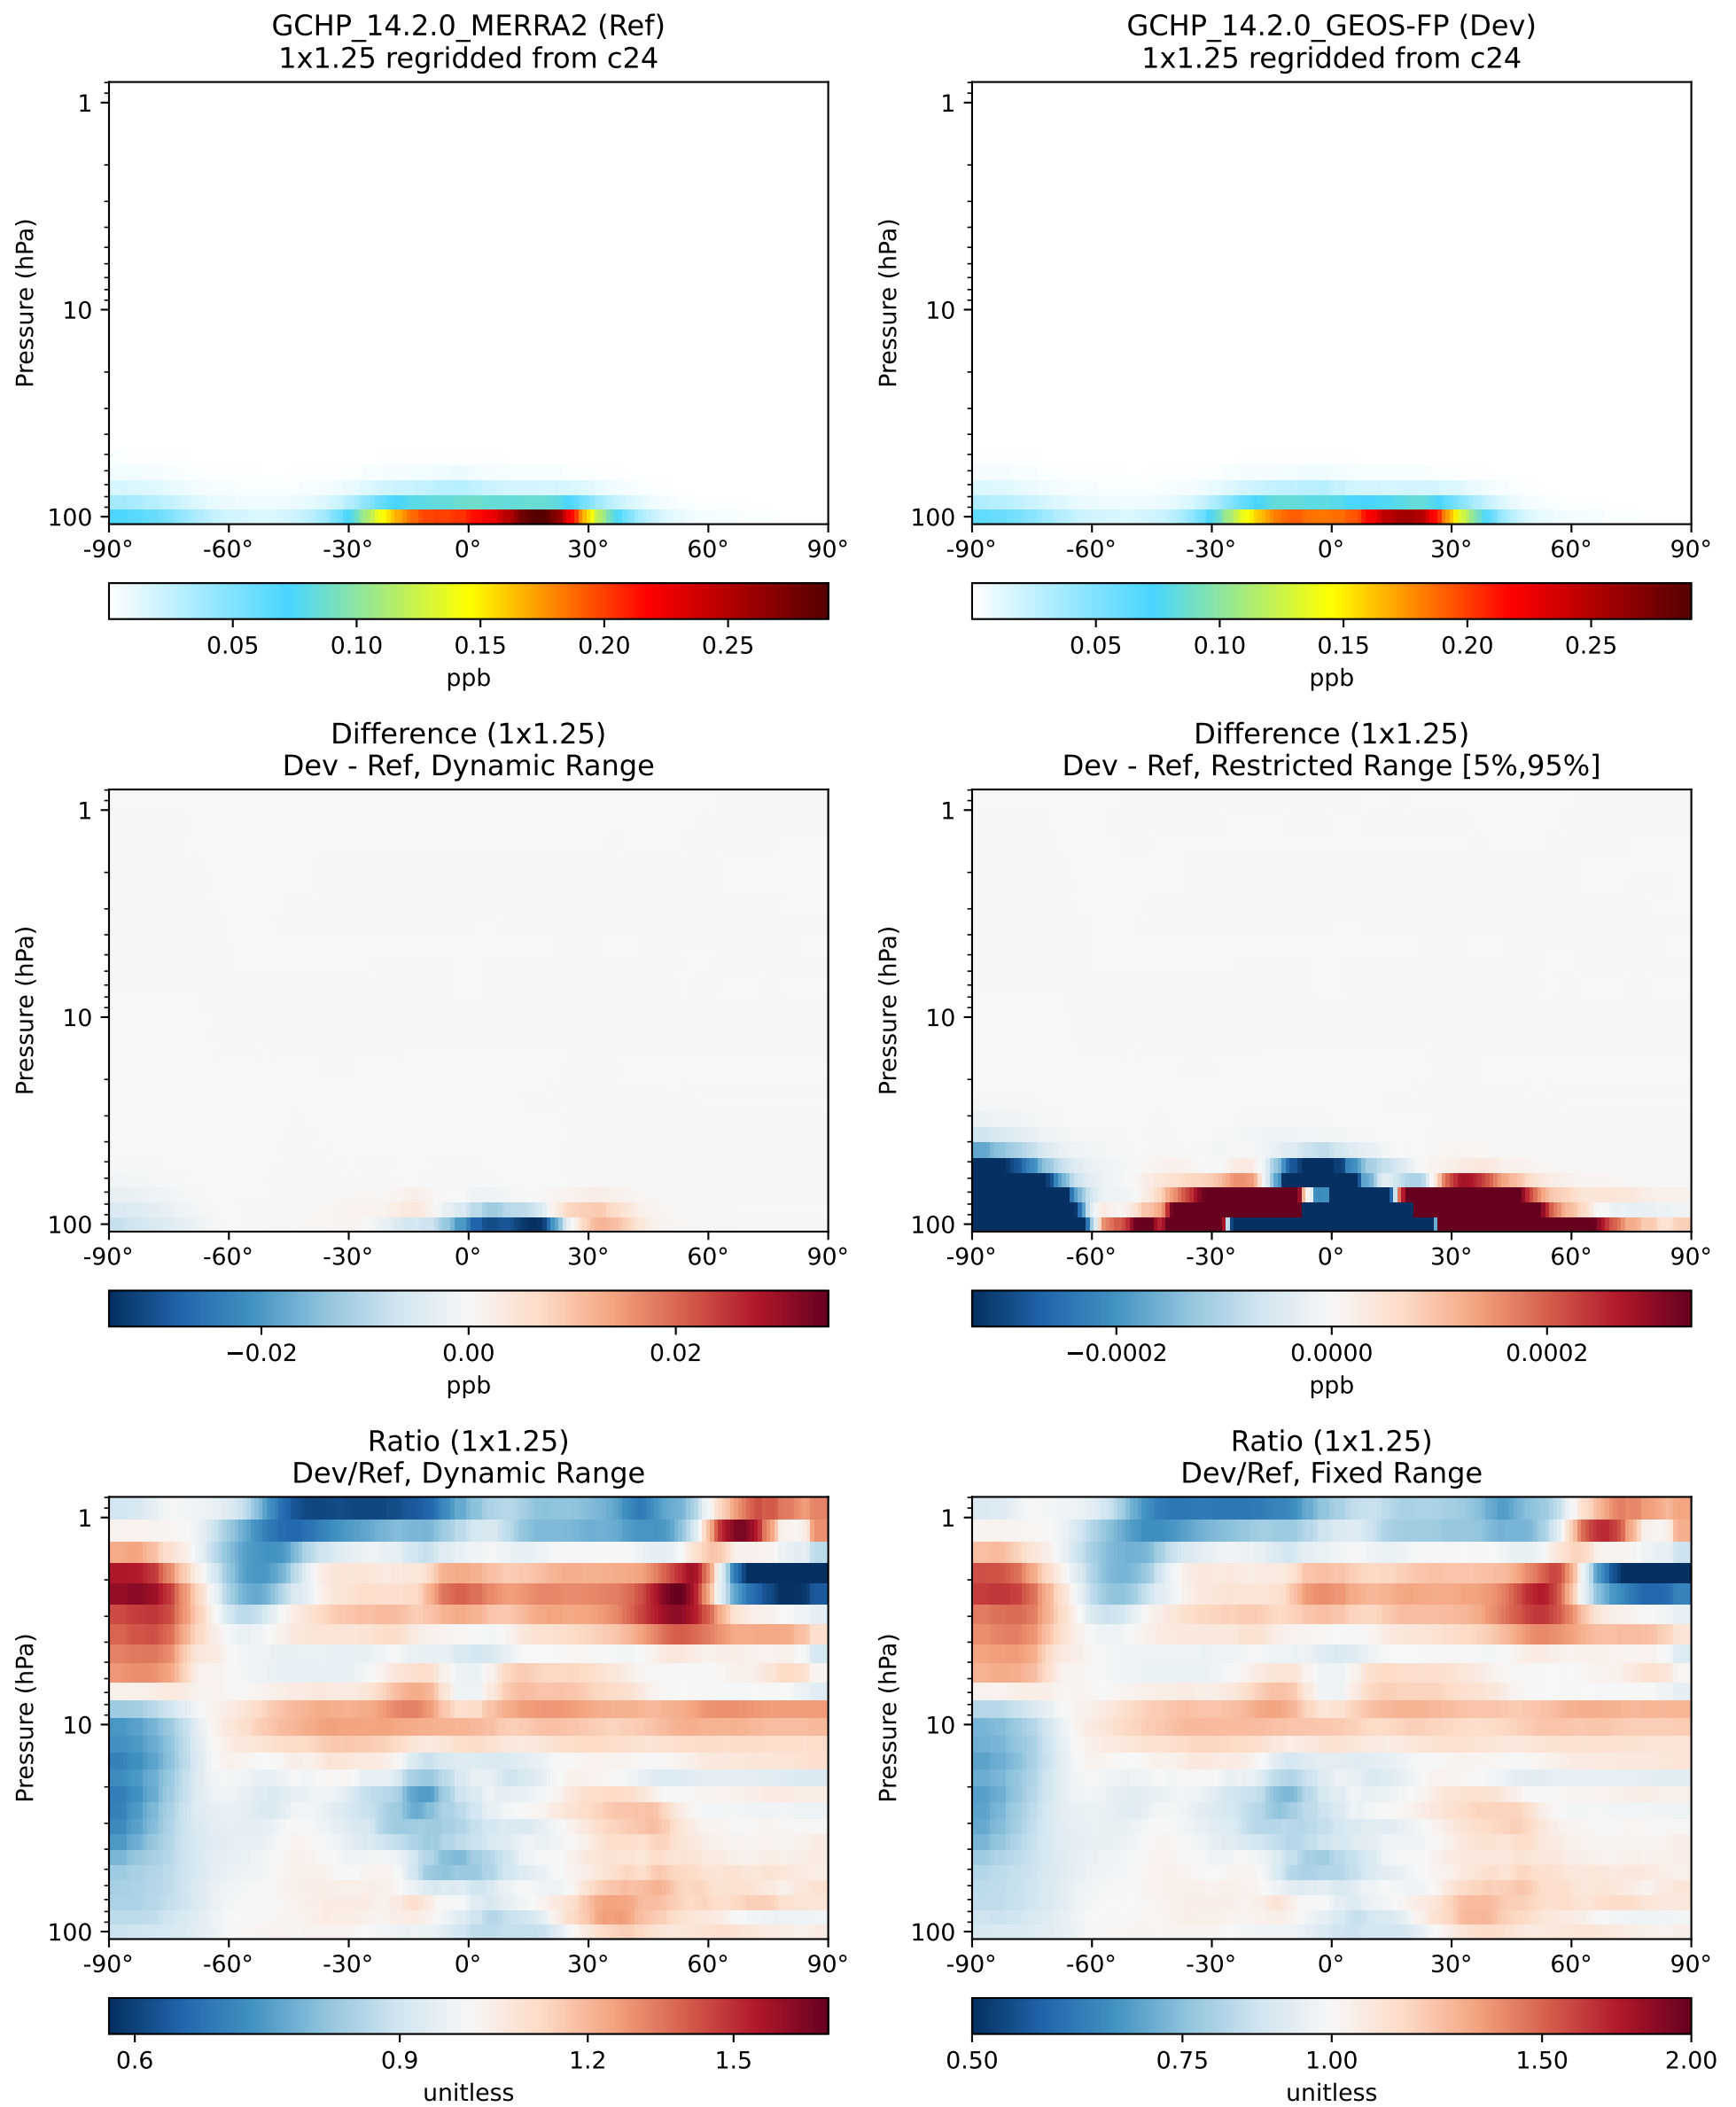 GCHP_14.2.0_MERRA2 (Ref)
1x1.25 regridded from c24
Pressure (hPa)
1
10
100
-90° -60° -30° 0° 30° 60° 90°
0.05 0.10 0.15 0.20 0.25
ppb
GCHP_14.2.0_GEOS-FP (Dev)
1x1.25 regridded from c24
Pressure (hPa)
1
10
100
-90° -60° -30° 0° 30° 60° 90°
0.05 0.10 0.15 0.20 0.25
ppb
Difference (1x1.25)
Dev - Ref, Dynamic Range
Pressure (hPa)
1
10
100
-90° -60° -30° 0° 30° 60° 90°
−0.02 0.00 0.02
ppb
Difference (1x1.25)
Dev - Ref, Restricted Range [5%,95%]
Pressure (hPa)
1
10
100
-90° -60° -30° 0° 30° 60° 90°
−0.0002 0.0000 0.0002
ppb
Ratio (1x1.25)
Dev/Ref, Dynamic Range
Pressure (hPa)
1
10
100
-90° -60° -30° 0° 30° 60° 90°
0.6 0.9 1.2 1.5
unitless
Ratio (1x1.25)
Dev/Ref, Fixed Range
Pressure (hPa)
1
10
100
-90° -60° -30° 0° 30° 60° 90°
0.50 0.75 1.00 1.50 2.00
unitless